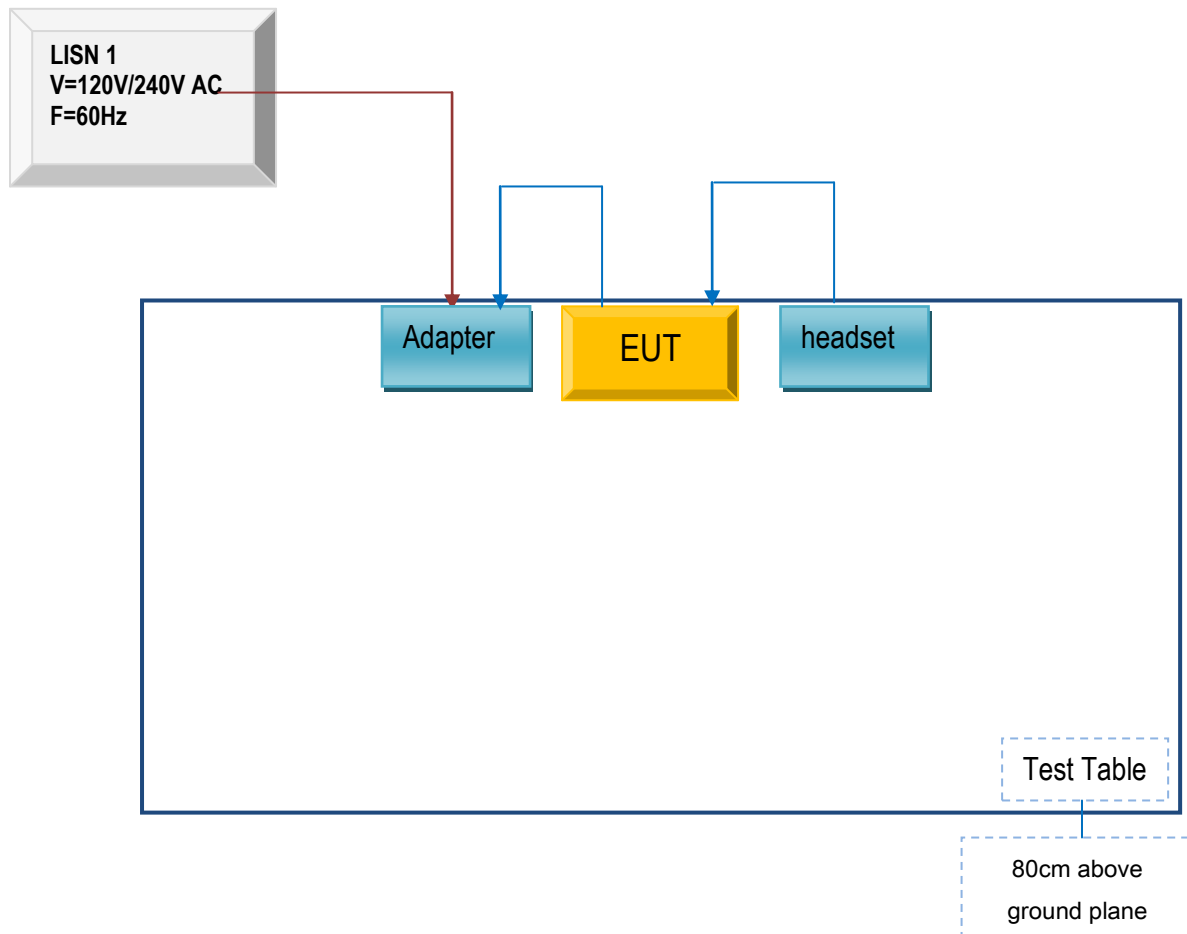 LISN 1
V=120V/240V AC
F=60Hz
Adapter
EUT
headset
Test Table
80cm above
ground plane